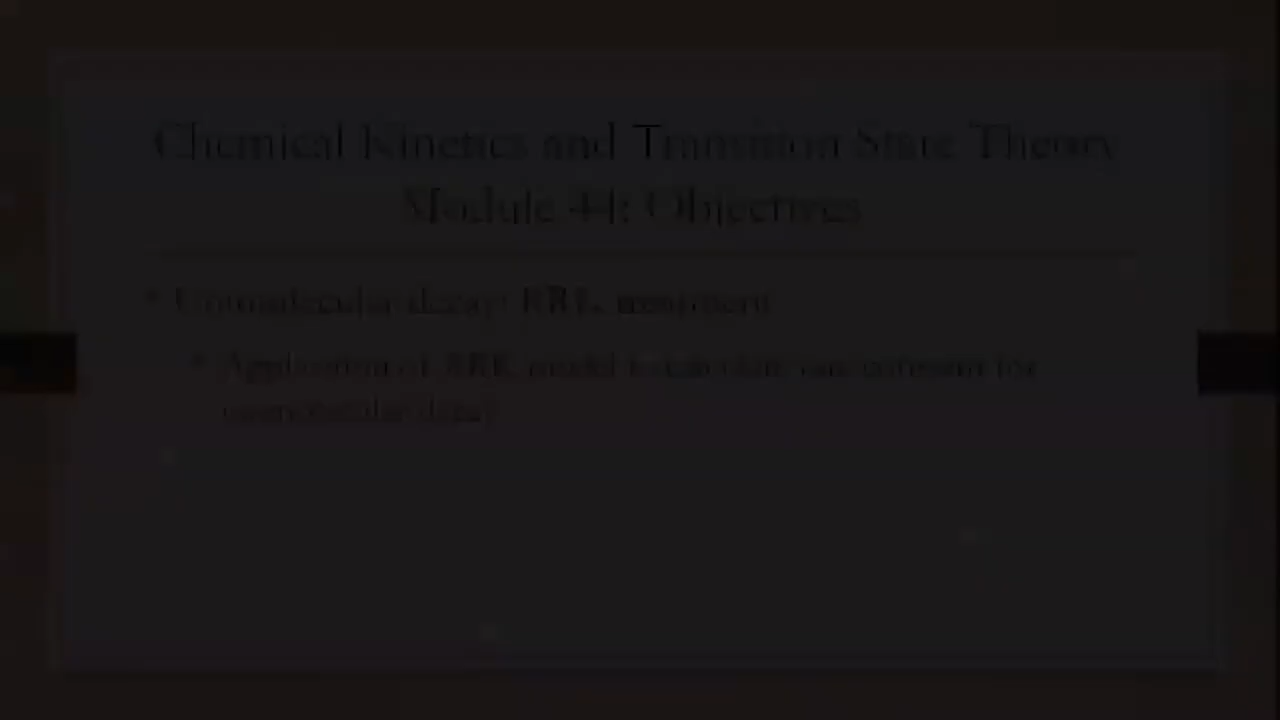 Chemical Kinetics and Transition State Theory
Module 44: Objectives
• Unimolecular decay: RRK treatment
• Application of RRK model to calculate rate constant for
unimolecular decay